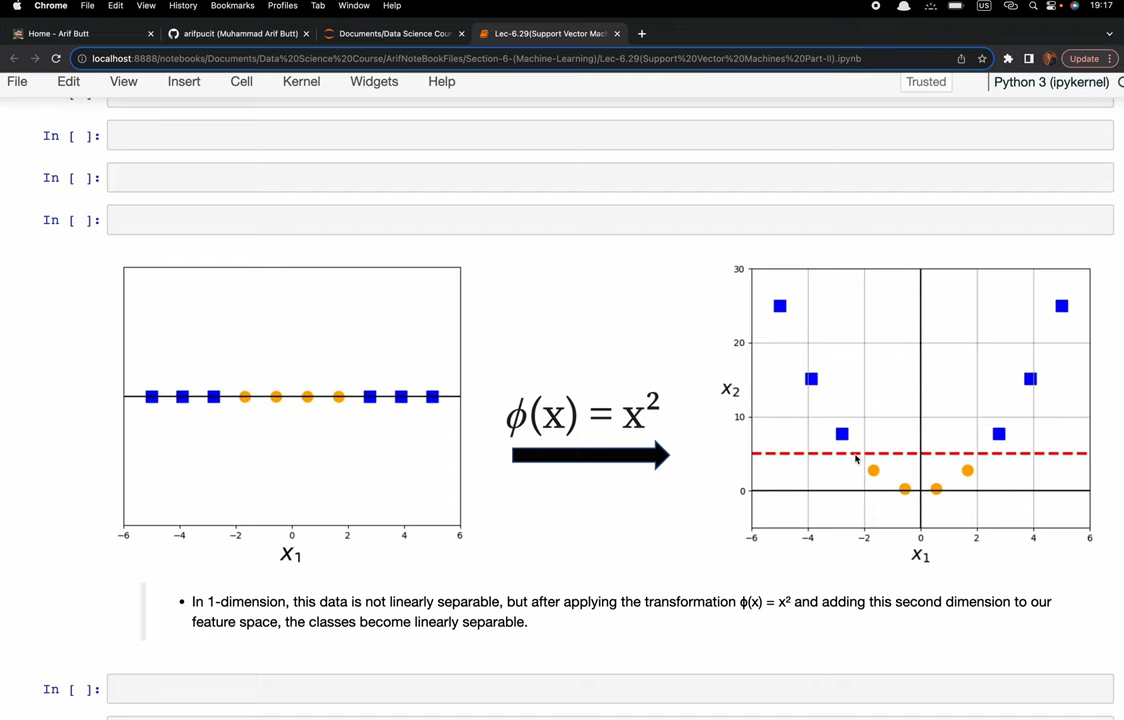 Chrome File Edit View History Bookmarks Profiles Tab Window Help US 19:17
Home - Arif Butt × arifpucit (Muhammad Arif Butt) × Documents/Data Science Cou × Lec-6.29(Support Vector Mac × +
localhost:8888/notebooks/Documents/Data%20Science%20Course/ArifNoteBookFiles/Section-6-(Machine-Learning)/Lec-6.29(Support%20Vector%20Machines%20Part-II).ipynb Update
File Edit View Insert Cell Kernel Widgets Help Trusted Python 3 (ipykernel)
In [ ]:
In [ ]:
In [ ]:
-6 -4 -2 0 2 4 6
x₁
ϕ(x) = x²
30
20
x₂
10
0
-6 -4 -2 0 2 4 6
x₁
• In 1-dimension, this data is not linearly separable, but after applying the transformation ϕ(x) = x² and adding this second dimension to our
feature space, the classes become linearly separable.
In [ ]: